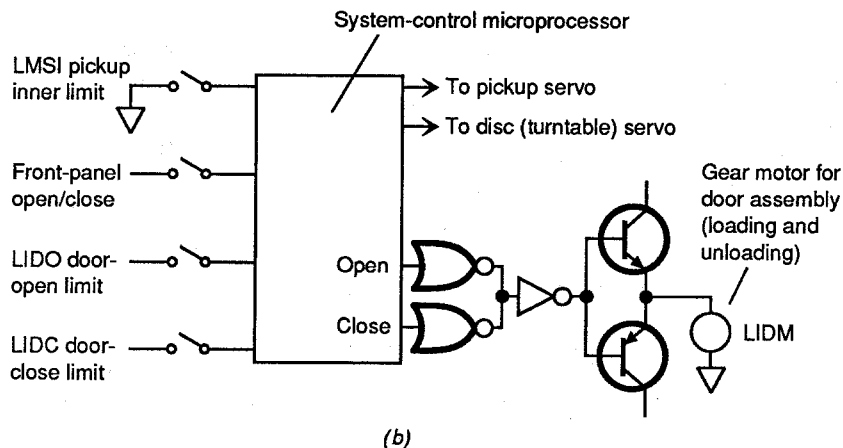 System-control microprocessor
LMSI pickup
inner limit
To pickup servo
To disc (turntable) servo
Front-panel
open/close
Gear motor for
door assembly
(loading and
unloading)
LIDO door-
open limit
Open
Close
LIDM
LIDC door-
close limit
(b)